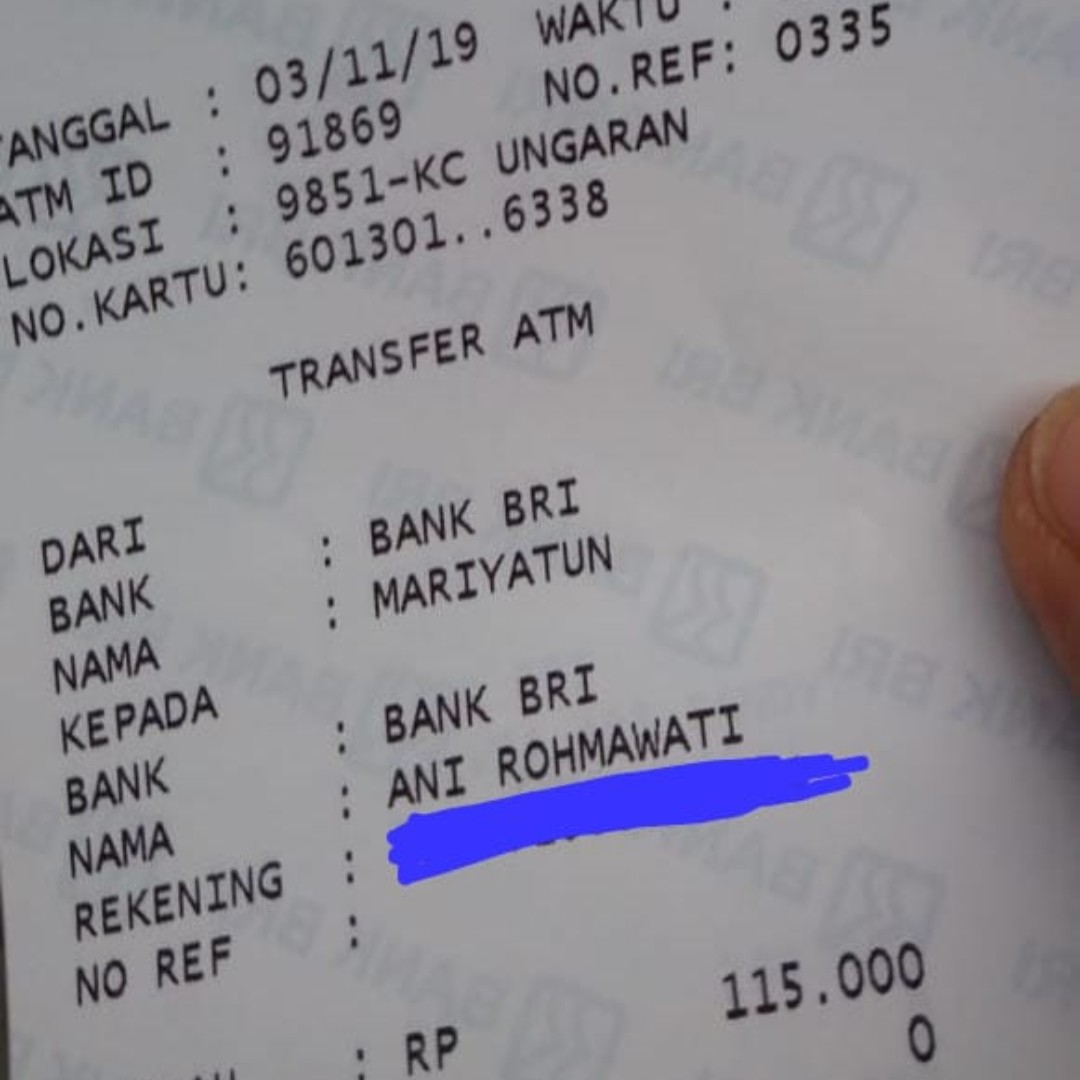 TANGGAL : 03/11/19 WAKTU :
ATM ID : 91869 NO.REF: 0335
LOKASI : 9851-KC UNGARAN
NO.KARTU: 601301..6338
TRANSFER ATM
DARI
BANK : BANK BRI
NAMA : MARIYATUN
KEPADA
BANK : BANK BRI
NAMA : ANI ROHMAWATI
REKENING :
NO REF :
: RP 115.000
0